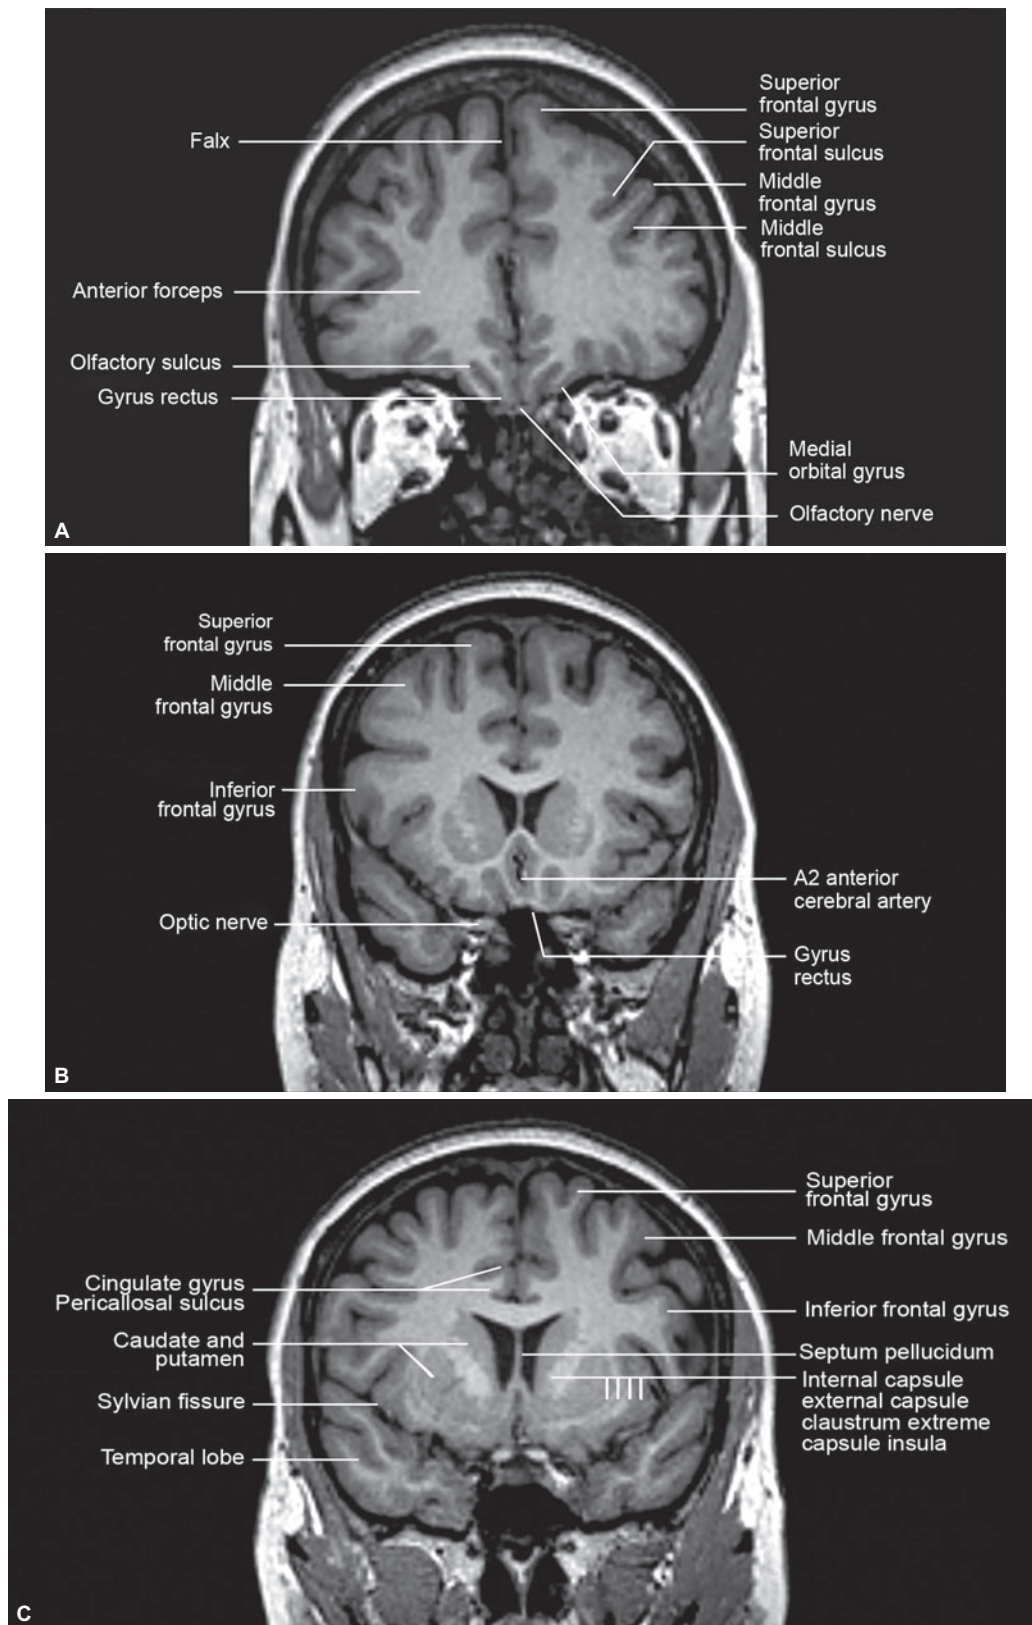 Superior
frontal gyrus
Superior
frontal sulcus
Falx
Middle
frontal gyrus
Middle
frontal sulcus
Anterior forceps
Olfactory sulcus
Gyrus rectus
Medial
orbital gyrus
Olfactory nerve
A
Superior
frontal gyrus
Middle
frontal gyrus
Inferior
frontal gyrus
A2 anterior
cerebral artery
Optic nerve
Gyrus
rectus
B
Superior
frontal gyrus
Middle frontal gyrus
Cingulate gyrus
Pericallosal sulcus
Inferior frontal gyrus
Caudate and
putamen
Septum pellucidum
Internal capsule
external capsule
claustrum extreme
capsule insula
Sylvian fissure
Temporal lobe
C